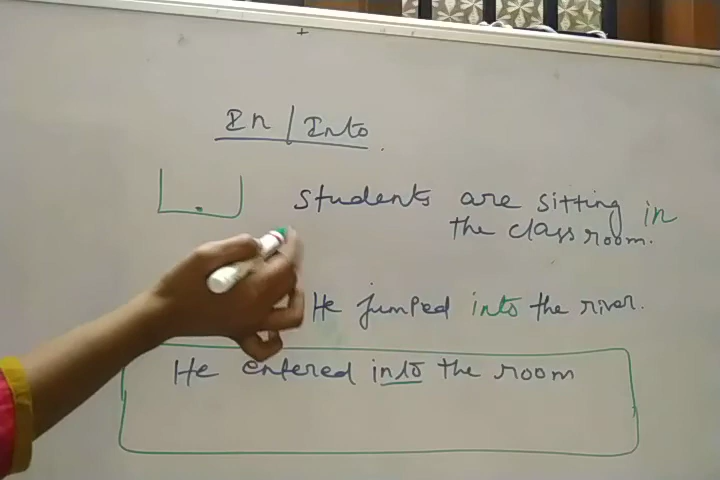 In / Into
Students are sitting in
the class room.
He jumped into the river.
He entered into the room